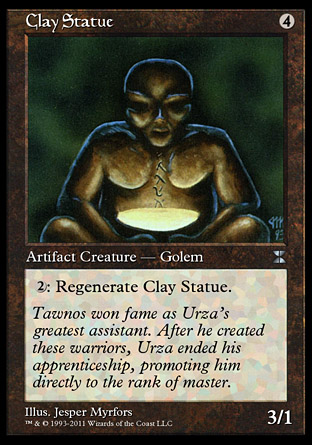 Clay Statue 4
Artifact Creature — Golem
2: Regenerate Clay Statue.
Tawnos won fame as Urza's
greatest assistant. After he created
these warriors, Urza ended his
apprenticeship, promoting him
directly to the rank of master.
Illus. Jesper Myrfors
™ & © 1993-2011 Wizards of the Coast LLC
3/1